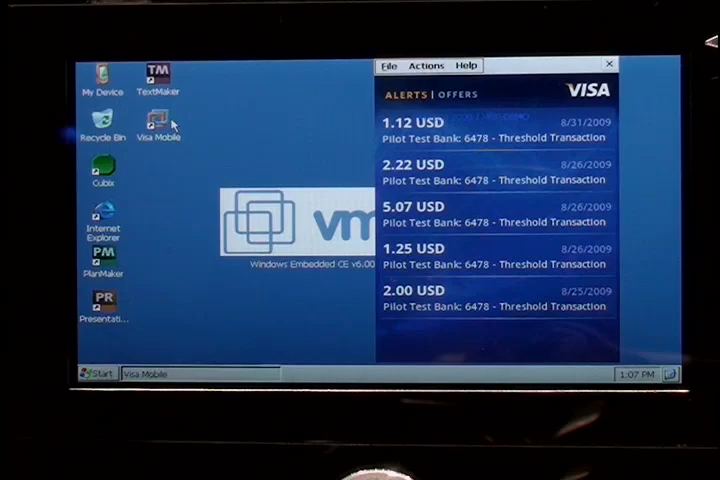 My Device
TextMaker
Recycle Bin
Visa Mobile
Cubix
Internet
Explorer
PlanMaker
Presentati...
TM
PM
PR
vm
Windows Embedded CE v6.00
File Actions Help
ALERTS | OFFERS
VISA
1.12 USD 8/31/2009
Pilot Test Bank: 6478 - Threshold Transaction
2.22 USD 8/26/2009
Pilot Test Bank: 6478 - Threshold Transaction
5.07 USD 8/26/2009
Pilot Test Bank: 6478 - Threshold Transaction
1.25 USD 8/26/2009
Pilot Test Bank: 6478 - Threshold Transaction
2.00 USD 8/25/2009
Pilot Test Bank: 6478 - Threshold Transaction
Start
Visa Mobile
1:07 PM